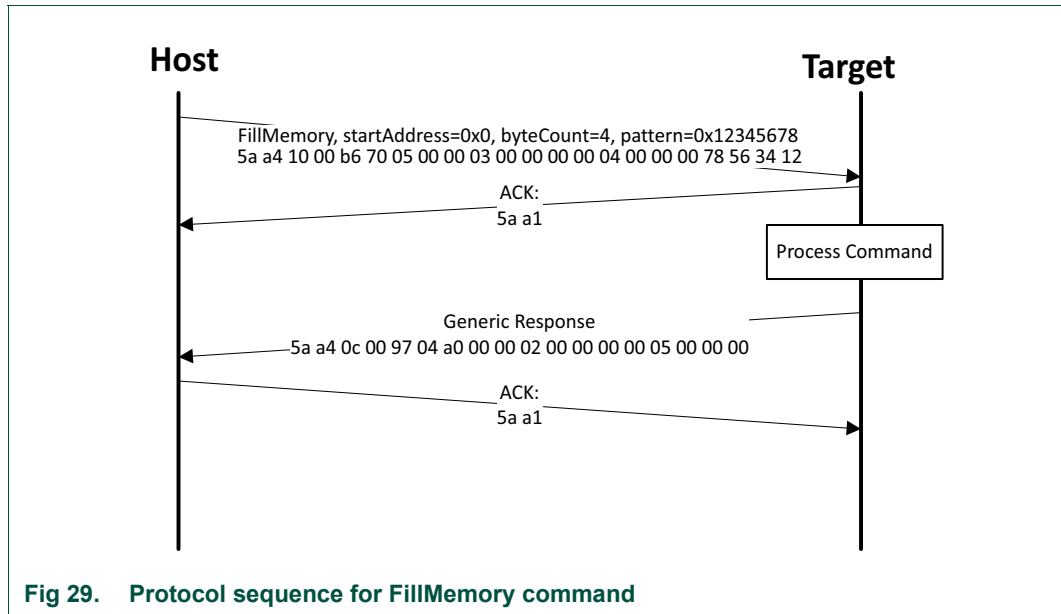 Host
Target
FillMemory, startAddress=0x0, byteCount=4, pattern=0x12345678
5a a4 10 00 b6 70 05 00 00 03 00 00 00 00 04 00 00 00 78 56 34 12
ACK:
5a a1
Process Command
Generic Response
5a a4 0c 00 97 04 a0 00 00 02 00 00 00 00 05 00 00 00
ACK:
5a a1
Fig 29. Protocol sequence for FillMemory command